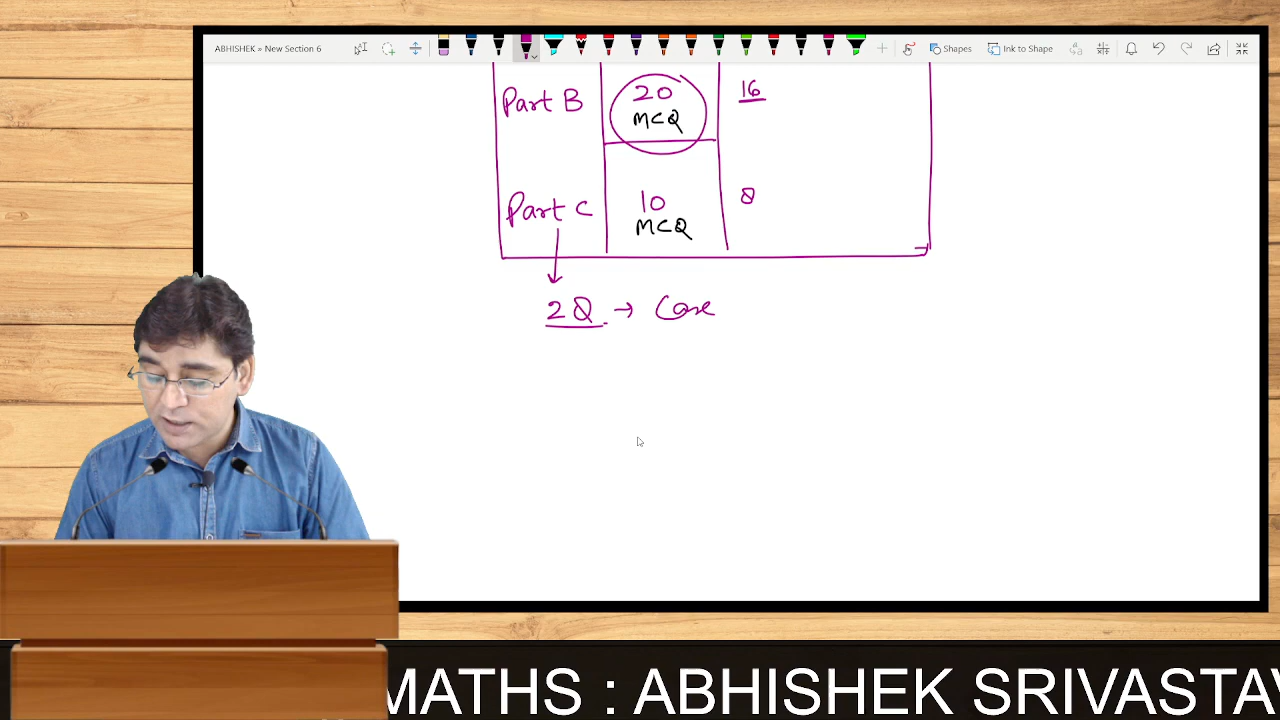 ABHISHEK » New Section 6
Shapes
Ink to Shape
Part B
20
MCQ
16
Part C
10
MCQ
8
2Q. → Case
MATHS : ABHISHEK SRIVASTAV